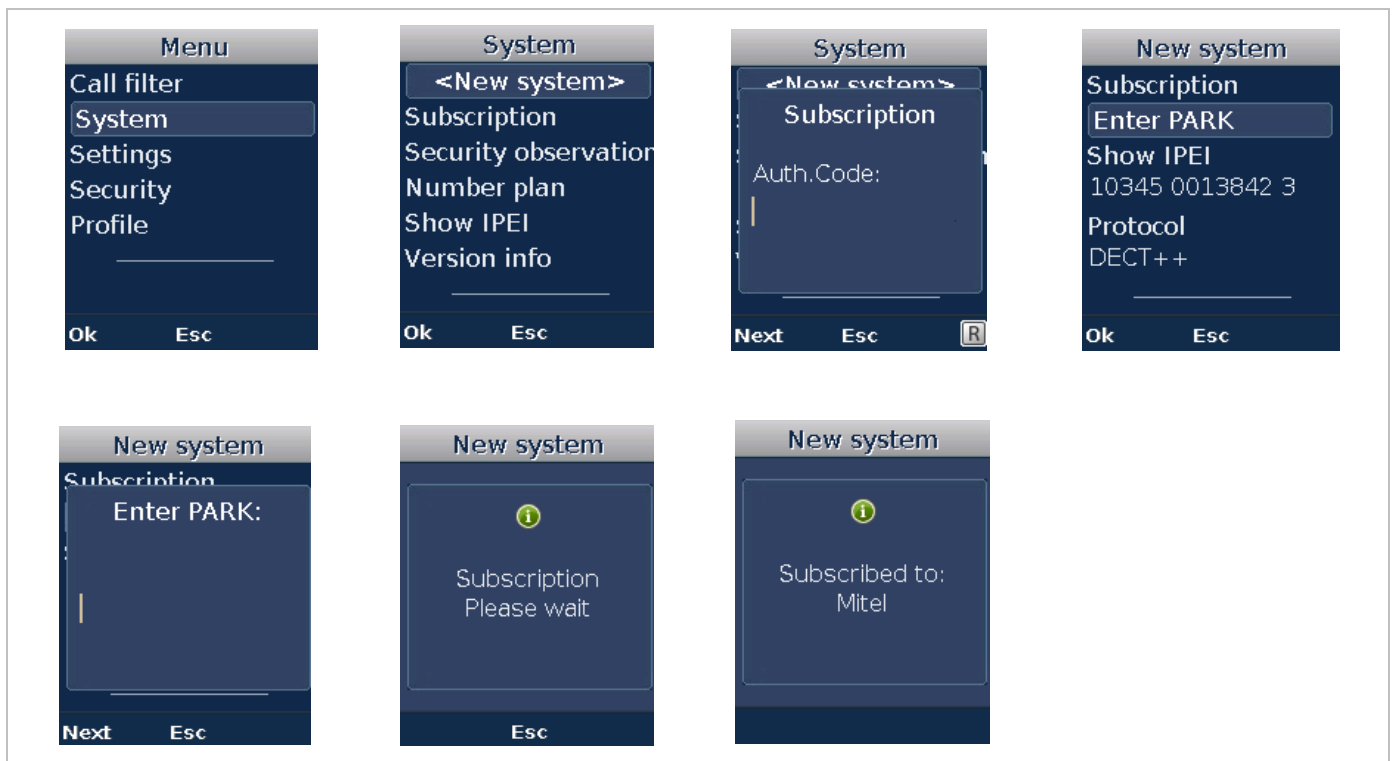 Menu
Call filter
System
Settings
Security
Profile
Ok Esc
System
<New system>
Subscription
Security observation
Number plan
Show IPEI
Version info
Ok Esc
System
<New system>
Subscription
Auth.Code:
Next Esc R
New system
Subscription
Enter PARK
Show IPEI
10345 0013842 3
Protocol
DECT++
Ok Esc
New system
Subscription
Enter PARK:
Next Esc
New system
Subscription
Please wait
Esc
New system
Subscribed to:
Mitel